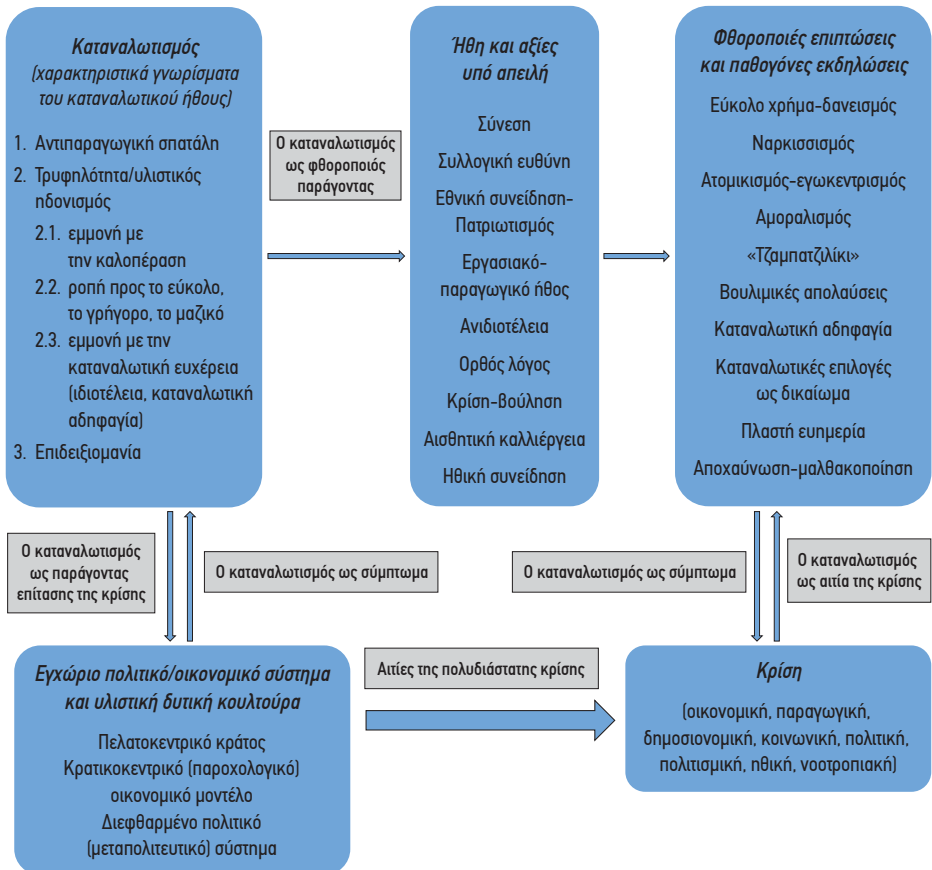 Καταναλωτισμός
(χαρακτηριστικά γνωρίσματα
του καταναλωτικού ήθους)
1. Αντιπαραγωγική σπατάλη
2. Τρυφηλότητα/υλιστικός
ηδονισμός
2.1. εμμονή με
την καλοπέραση
2.2. ροπή προς το εύκολο,
το γρήγορο, το μαζικό
2.3. εμμονή με την
καταναλωτική ευχέρεια
(ιδιοτέλεια, καταναλωτική
αδηφαγία)
3. Επιδειξιομανία
Ο καταναλωτισμός
ως φθοροποιός
παράγοντας
Ήθη και αξίες
υπό απειλή
Σύνεση
Συλλογική ευθύνη
Εθνική συνείδηση-
Πατριωτισμός
Εργασιακό-
παραγωγικό ήθος
Ανιδιοτέλεια
Ορθός λόγος
Κρίση-βούληση
Αισθητική καλλιέργεια
Ηθική συνείδηση
Φθοροποιές επιπτώσεις
και παθογόνες εκδηλώσεις
Εύκολο χρήμα-δανεισμός
Ναρκισσισμός
Ατομικισμός-εγωκεντρισμός
Αμοραλισμός
«Τζαμπατζιλίκι»
Βουλιμικές απολαύσεις
Καταναλωτική αδηφαγία
Καταναλωτικές επιλογές
ως δικαίωμα
Πλαστή ευημερία
Αποχαύνωση-μαλθακοποίηση
Ο καταναλωτισμός
ως παράγοντας
επίτασης της κρίσης
Ο καταναλωτισμός ως σύμπτωμα
Ο καταναλωτισμός ως σύμπτωμα
Ο καταναλωτισμός
ως αιτία της κρίσης
Εγχώριο πολιτικό/οικονομικό σύστημα
και υλιστική δυτική κουλτούρα
Πελατοκεντρικό κράτος
Κρατικοκεντρικό (παροχολογικό)
οικονομικό μοντέλο
Διεφθαρμένο πολιτικό
(μεταπολιτευτικό) σύστημα
Αιτίες της πολυδιάστατης κρίσης
Κρίση
(οικονομική, παραγωγική,
δημοσιονομική, κοινωνική, πολιτική,
πολιτισμική, ηθική, νοοτροπιακή)